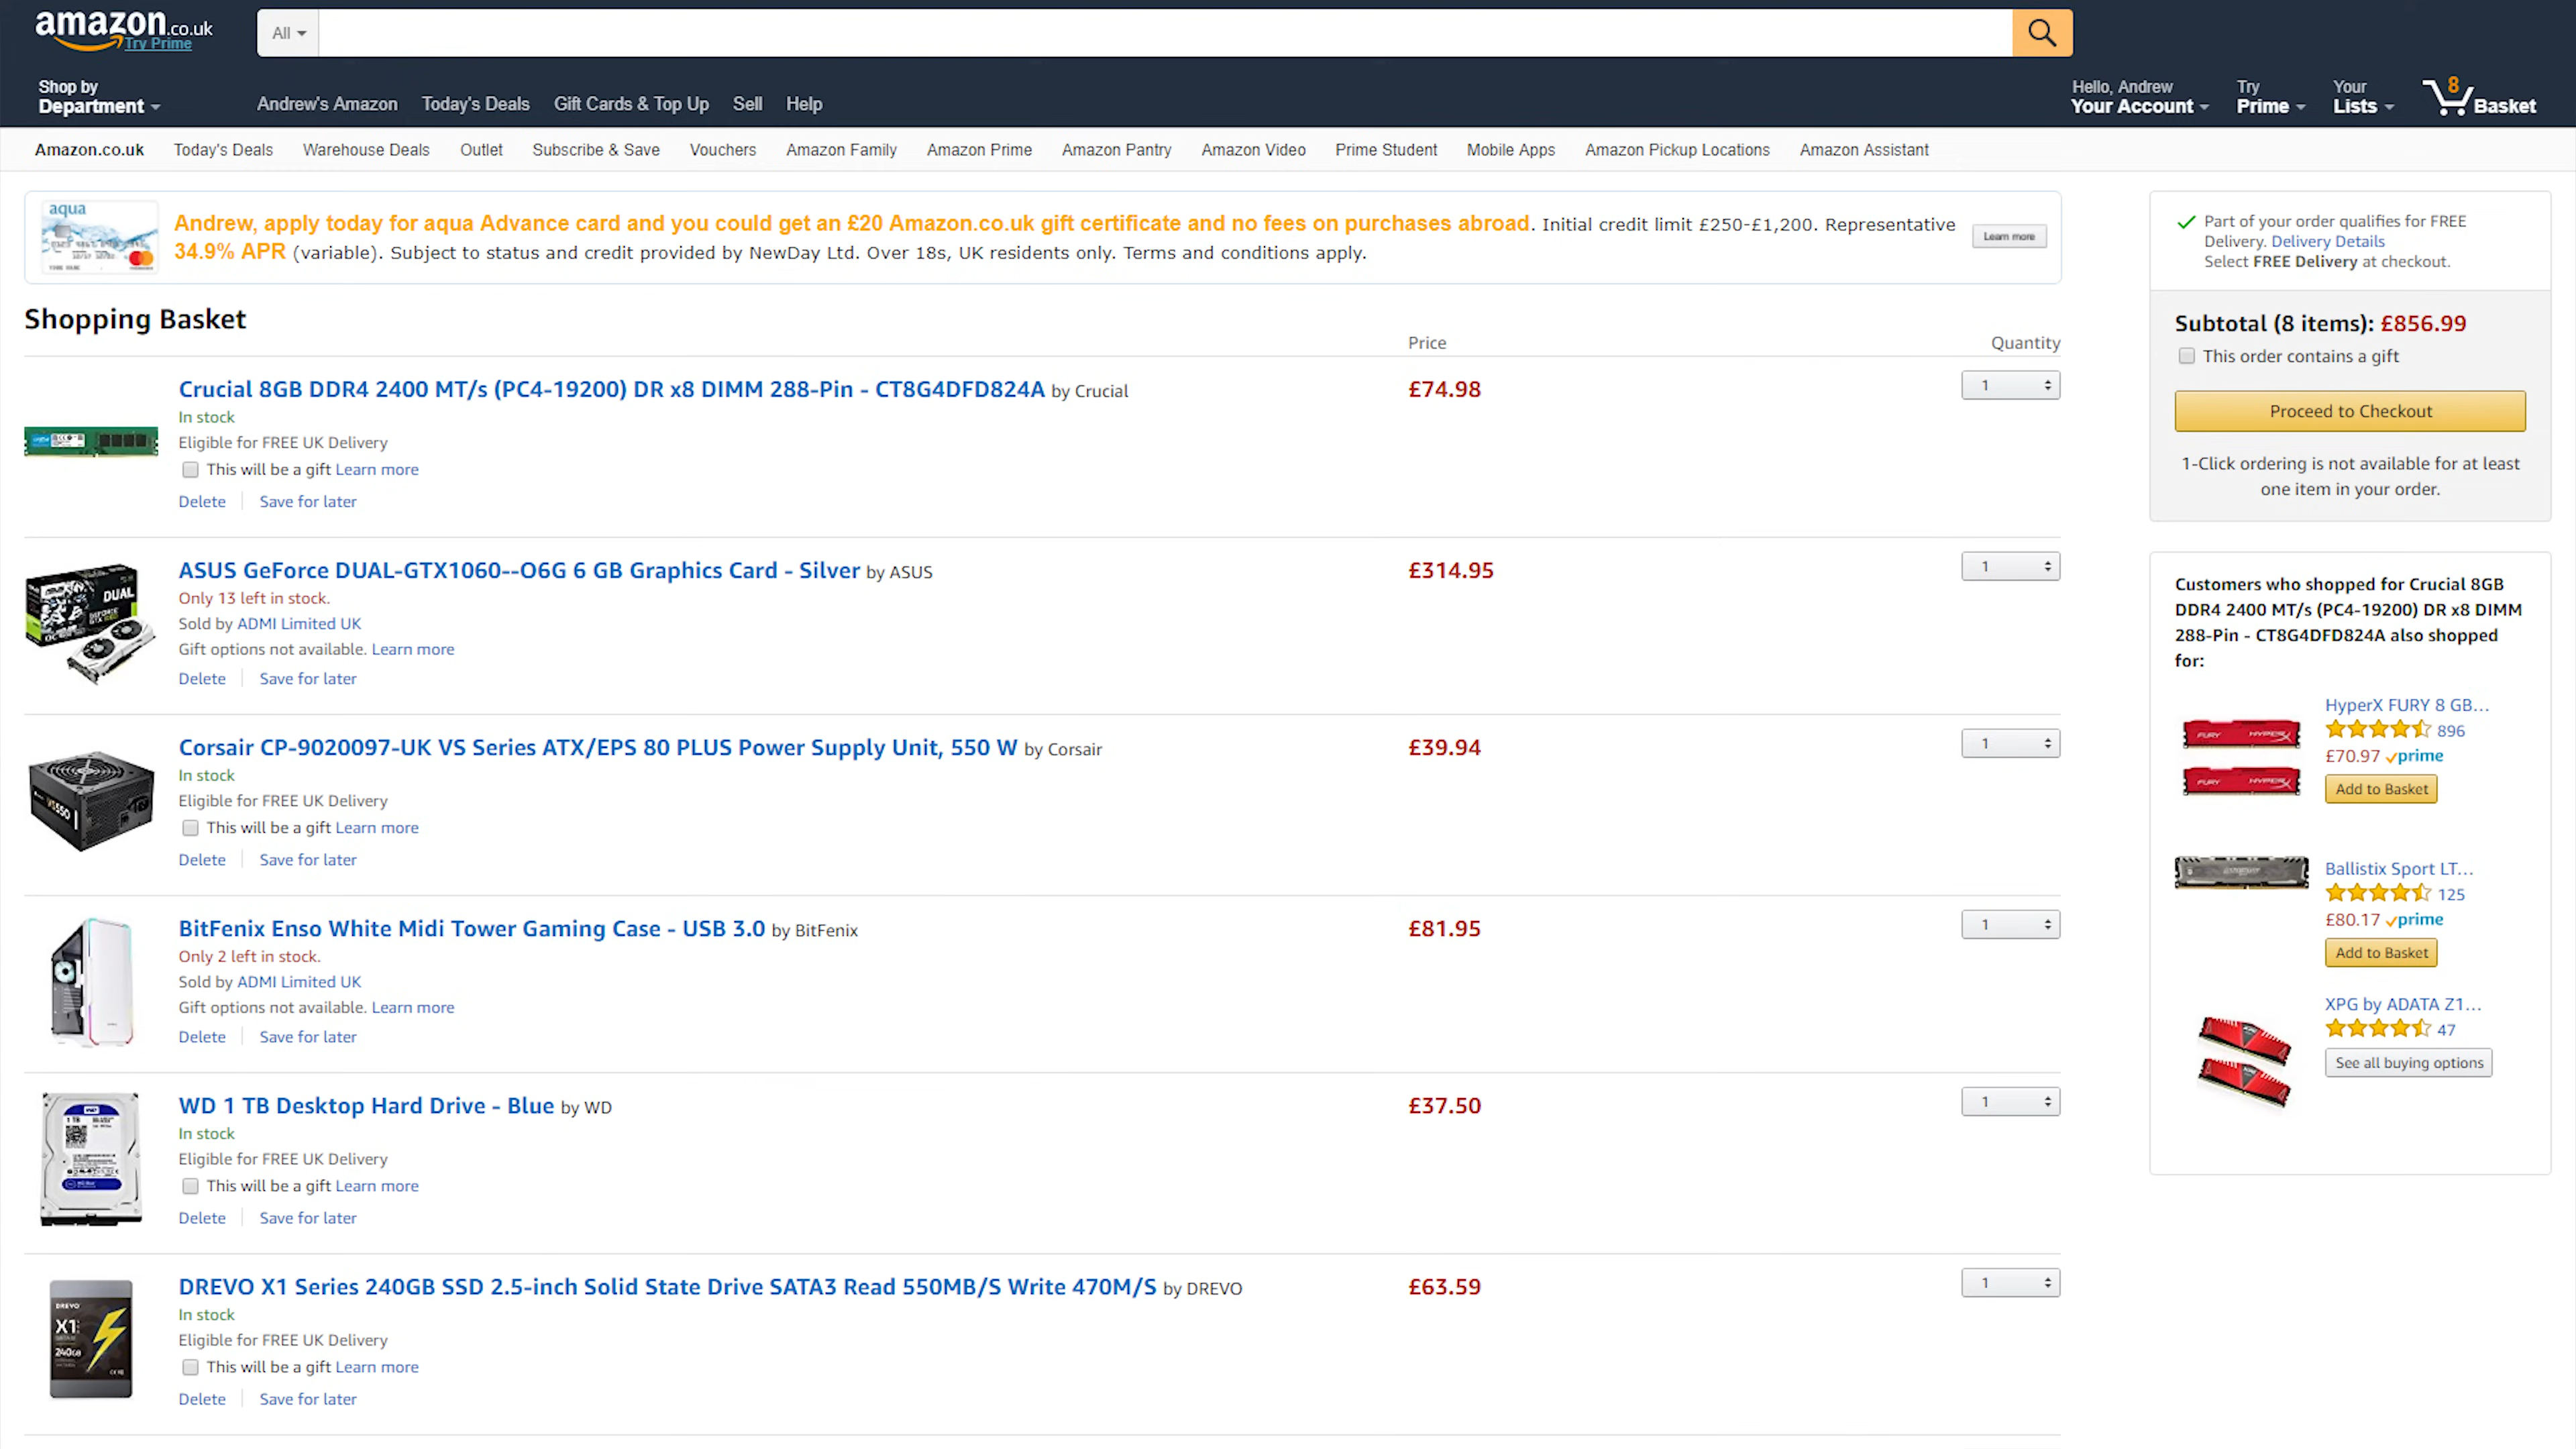 amazon.co.uk
Try Prime
All
Shop by
Department
Andrew's Amazon Today's Deals Gift Cards & Top Up Sell Help
Hello, Andrew
Your Account
Try
Prime
Your
Lists
8
Basket
Amazon.co.uk Today's Deals Warehouse Deals Outlet Subscribe & Save Vouchers Amazon Family Amazon Prime Amazon Pantry Amazon Video Prime Student Mobile Apps Amazon Pickup Locations Amazon Assistant
aqua
Andrew, apply today for aqua Advance card and you could get an £20 Amazon.co.uk gift certificate and no fees on purchases abroad. Initial credit limit £250-£1,200. Representative
34.9% APR (variable). Subject to status and credit provided by NewDay Ltd. Over 18s, UK residents only. Terms and conditions apply.
Learn more
Shopping Basket
Price Quantity
Crucial 8GB DDR4 2400 MT/s (PC4-19200) DR x8 DIMM 288-Pin - CT8G4DFD824A by Crucial £74.98 1
In stock
Eligible for FREE UK Delivery
This will be a gift Learn more
Delete Save for later
DUAL
ASUS GeForce DUAL-GTX1060--O6G 6 GB Graphics Card - Silver by ASUS £314.95 1
Only 13 left in stock.
Sold by ADMI Limited UK
Gift options not available. Learn more
Delete Save for later
VS550
Corsair CP-9020097-UK VS Series ATX/EPS 80 PLUS Power Supply Unit, 550 W by Corsair £39.94 1
In stock
Eligible for FREE UK Delivery
This will be a gift Learn more
Delete Save for later
BitFenix Enso White Midi Tower Gaming Case - USB 3.0 by BitFenix £81.95 1
Only 2 left in stock.
Sold by ADMI Limited UK
Gift options not available. Learn more
Delete Save for later
WD
1 TB
WD 1 TB Desktop Hard Drive - Blue by WD £37.50 1
In stock
Eligible for FREE UK Delivery
This will be a gift Learn more
Delete Save for later
DREVO
X1
240GB
DREVO X1 Series 240GB SSD 2.5-inch Solid State Drive SATA3 Read 550MB/S Write 470M/S by DREVO £63.59 1
In stock
Eligible for FREE UK Delivery
This will be a gift Learn more
Delete Save for later
Part of your order qualifies for FREE
Delivery. Delivery Details
Select FREE Delivery at checkout.
Subtotal (8 items): £856.99
This order contains a gift
Proceed to Checkout
1-Click ordering is not available for at least
one item in your order.
Customers who shopped for Crucial 8GB
DDR4 2400 MT/s (PC4-19200) DR x8 DIMM
288-Pin - CT8G4DFD824A also shopped
for:
FURY HYPERX
FURY HYPERX
HyperX FURY 8 GB...
896
£70.97 prime
Add to Basket
Ballistix Sport LT...
125
£80.17 prime
Add to Basket
XPG by ADATA Z1...
47
See all buying options